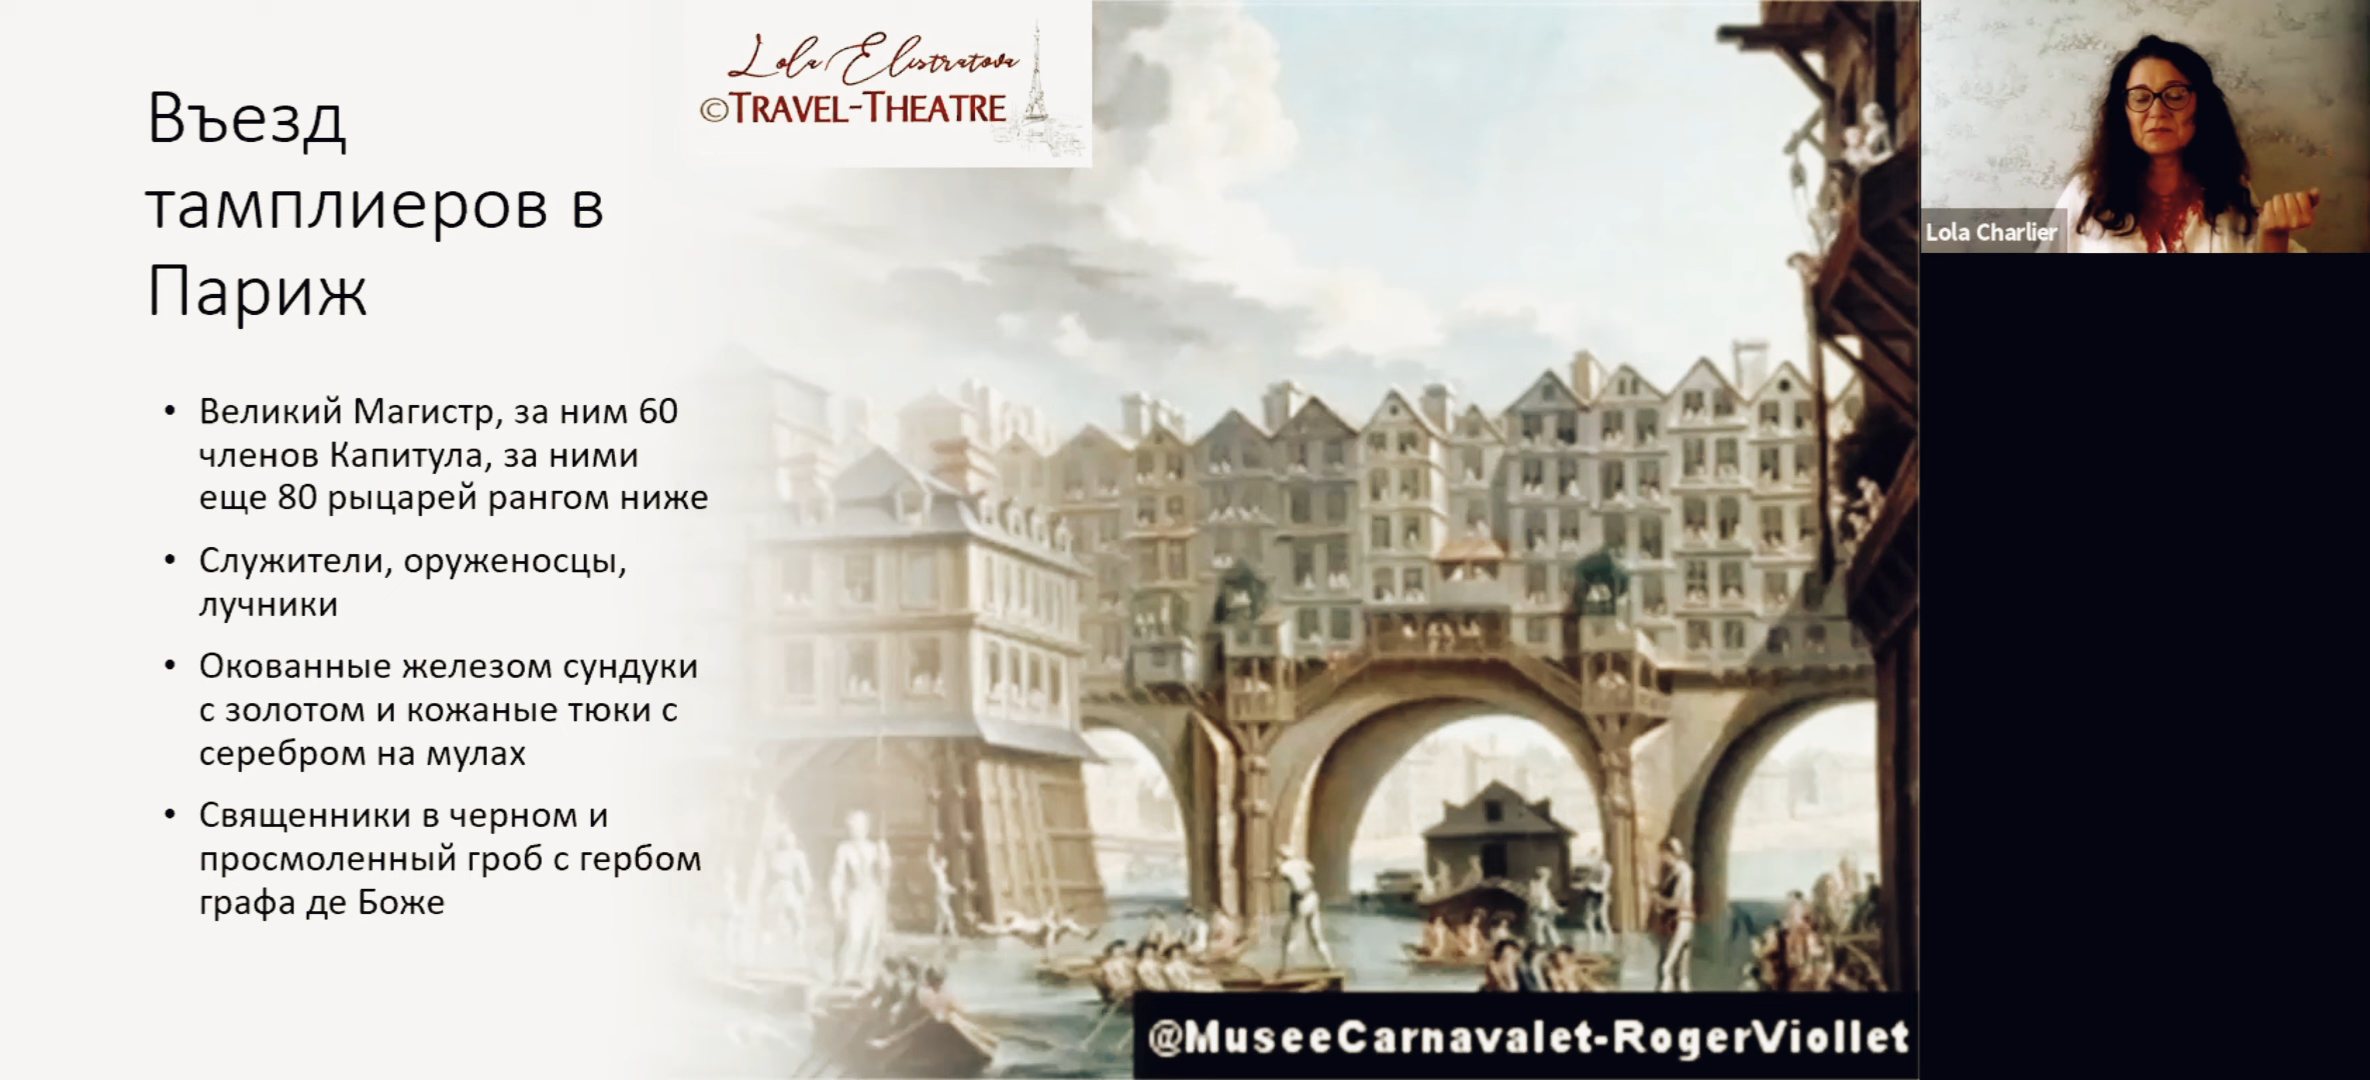 Lola Elistratova
©TRAVEL-THEATRE
Въезд
тамплиеров в
Париж
• Великий Магистр, за ним 60
членов Капитула, за ними
еще 80 рыцарей рангом ниже
• Служители, оруженосцы,
лучники
• Окованные железом сундуки
с золотом и кожаные тюки с
серебром на мулах
• Священники в черном и
просмоленный гроб с гербом
графа де Боже
@MuseeCarnavalet-RogerViollet
Lola Charlier